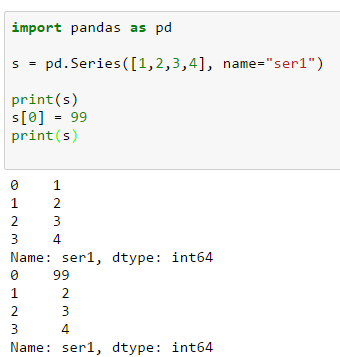 import pandas as pd
s = pd.Series([1,2,3,4], name="ser1")
print(s)
s[0] = 99
print(s)
0    1
1    2
2    3
3    4
Name: ser1, dtype: int64
0    99
1     2
2     3
3     4
Name: ser1, dtype: int64